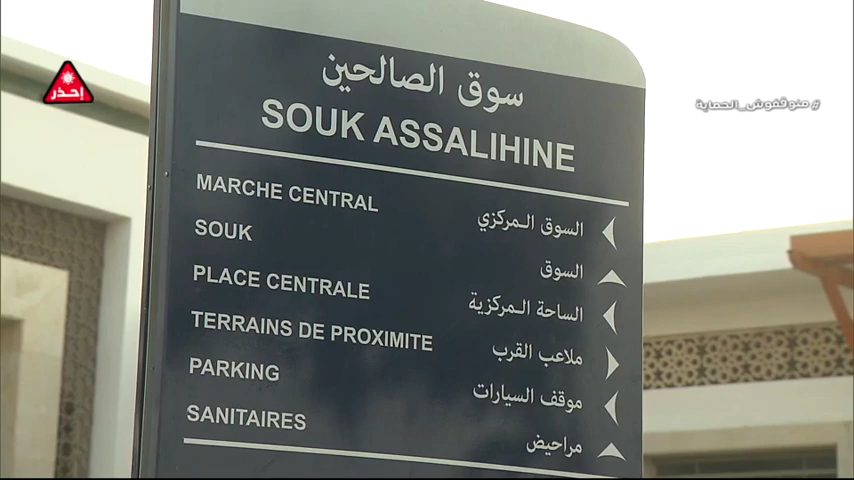 إحذر
# منوقفوش_الحماية
سوق الصالحين
SOUK ASSALIHINE
MARCHE CENTRAL السوق المركزي
SOUK السوق
PLACE CENTRALE الساحة المركزية
TERRAINS DE PROXIMITE ملاعب القرب
PARKING موقف السيارات
SANITAIRES مراحيض